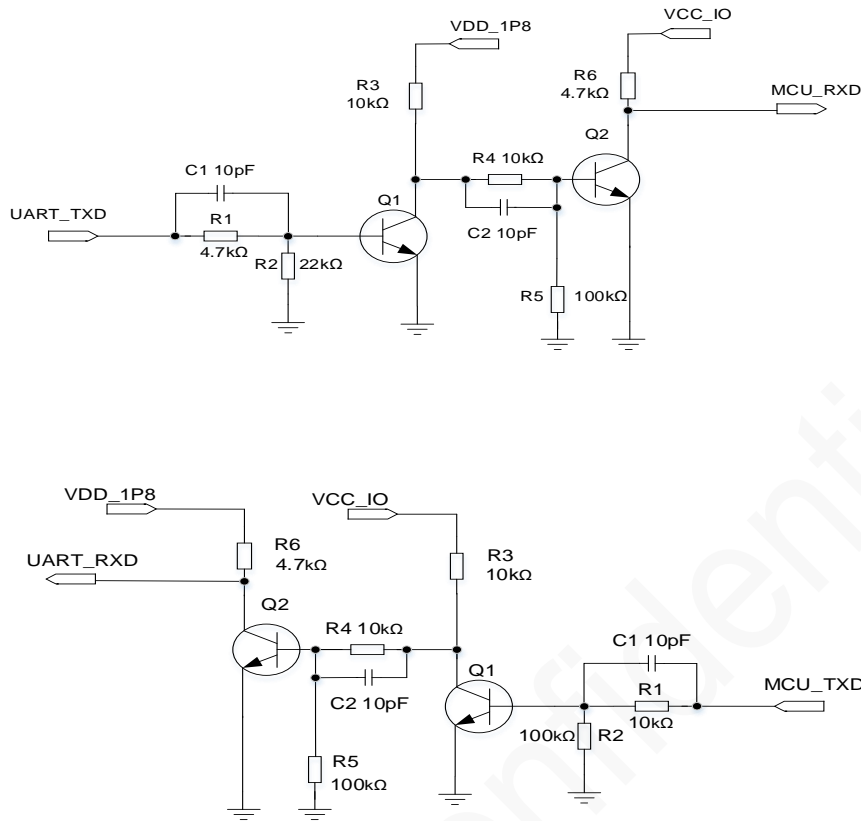 VDD_1P8
VCC_IO
R3
10kΩ
R6
4.7kΩ
MCU_RXD
Q2
C1 10pF
R4 10kΩ
Q1
UART_TXD
R1
4.7kΩ
C2 10pF
R2 22kΩ
R5 100kΩ
VDD_1P8
VCC_IO
UART_RXD
R6
4.7kΩ
R3
10kΩ
Q2
R4 10kΩ
C1 10pF
Q1
MCU_TXD
C2 10pF
R1
10kΩ
100kΩ R2
R5
100kΩ